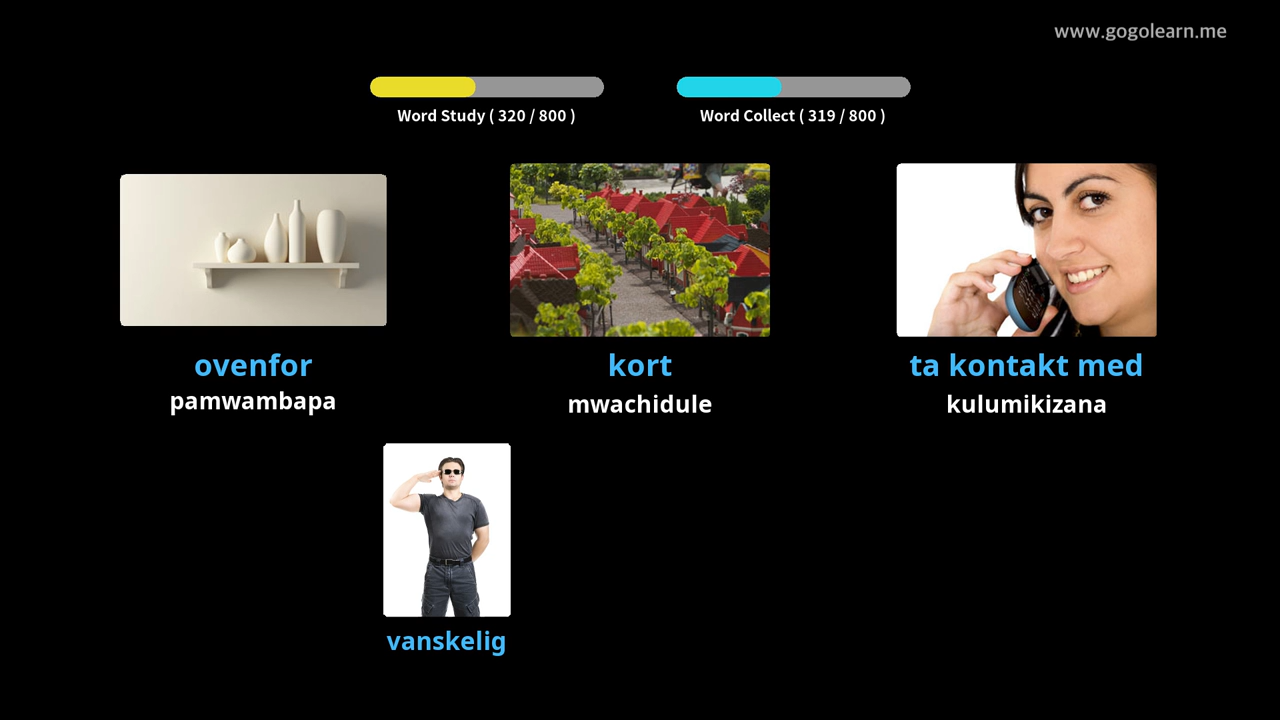 www.gogolearn.me
Word Study ( 320 / 800 )
Word Collect ( 319 / 800 )
ovenfor
pamwambapa
kort
mwachidule
ta kontakt med
kulumikizana
vanskelig